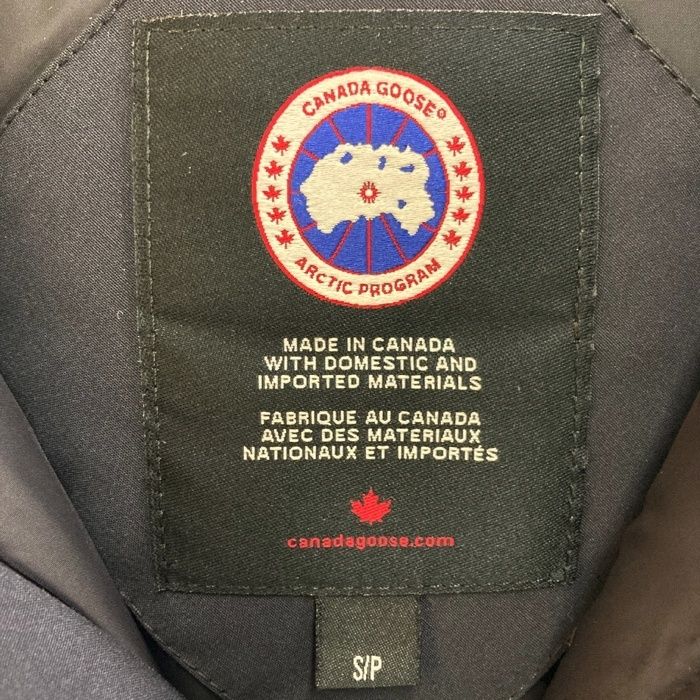 CANADA GOOSE®
ARCTIC PROGRAM
MADE IN CANADA
WITH DOMESTIC AND
IMPORTED MATERIALS
FABRIQUE AU CANADA
AVEC DES MATERIAUX
NATIONAUX ET IMPORTÉS
canadagoose.com
S/P